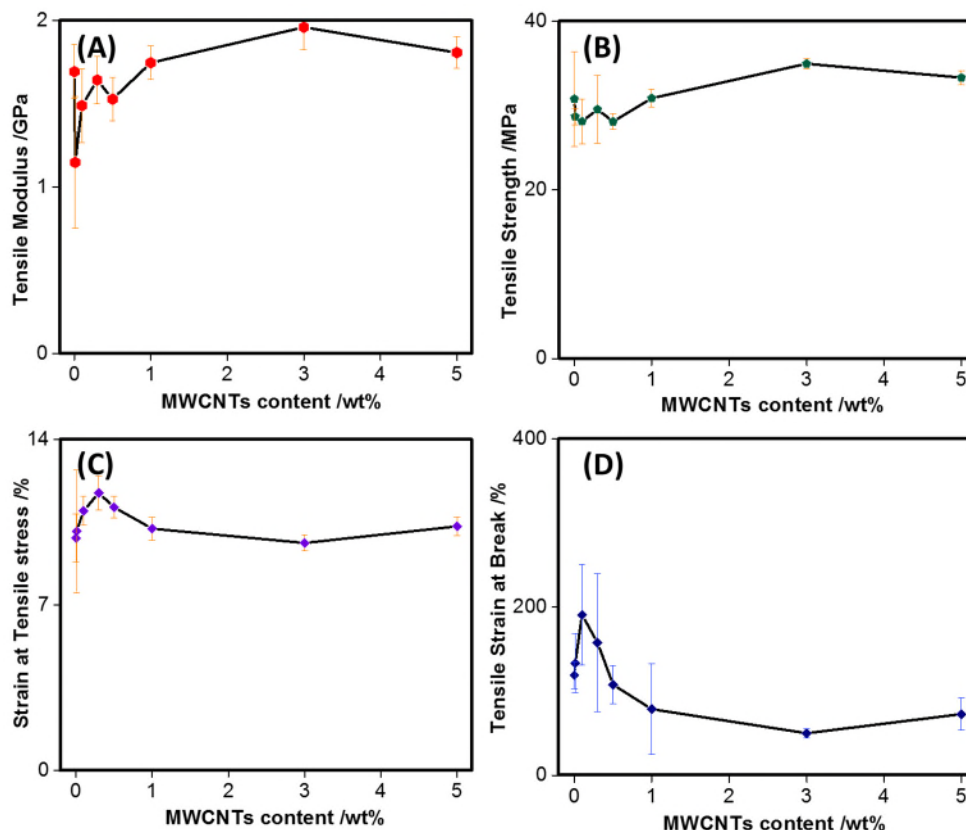 (A)
Tensile Modulus /GPa
2
1
0
0 1 2 3 4 5
MWCNTs content /wt%
(B)
Tensile Strength /MPa
40
20
0
0 1 2 3 4 5
MWCNTs content /wt%
(C)
Strain at Tensile stress /%
14
7
0
0 1 2 3 4 5
MWCNTs content /wt%
(D)
Tensile Strain at Break /%
400
200
0
0 1 2 3 4 5
MWCNTs content /wt%